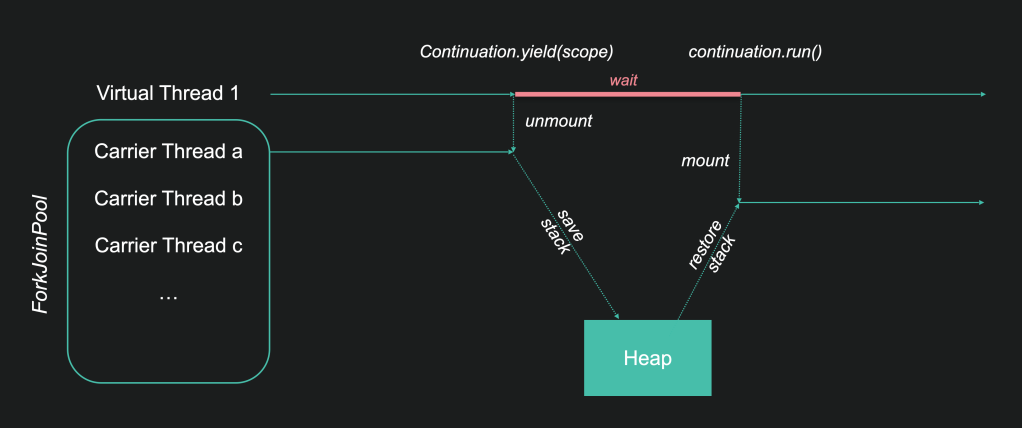 Continuation.yield(scope)
continuation.run()
wait
Virtual Thread 1
unmount
Carrier Thread a
mount
Carrier Thread b
save
stack
restore
stack
Carrier Thread c
ForkJoinPool
...
Heap